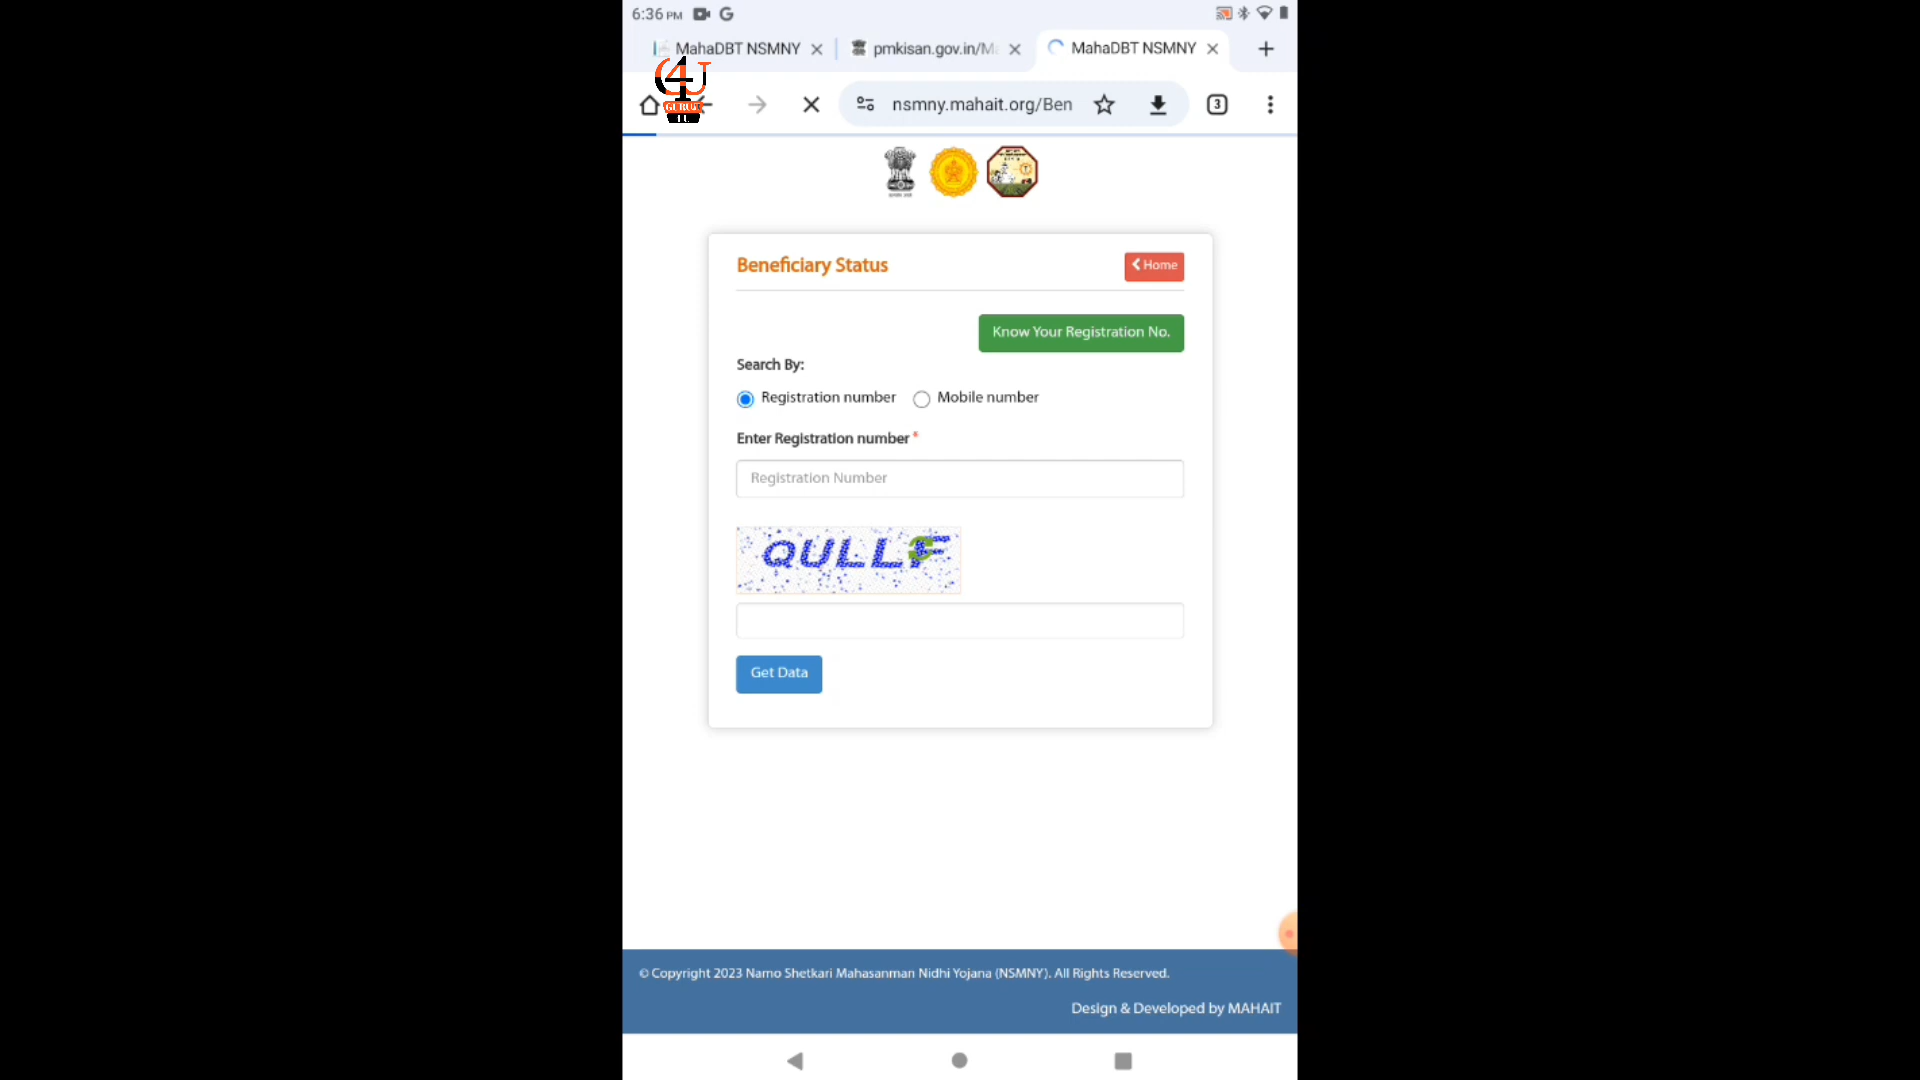 6:36 PM
MahaDBT NSMNY
pmkisan.gov.in/M
MahaDBT NSMNY
C4U
GURUJI
nsmny.mahait.org/Ben
3
Beneficiary Status
Home
Know Your Registration No.
Search By:
Registration number
Mobile number
Enter Registration number *
Registration Number
QULLF
Get Data
© Copyright 2023 Namo Shetkari Mahasanman Nidhi Yojana (NSMNY). All Rights Reserved.
Design & Developed by MAHAIT